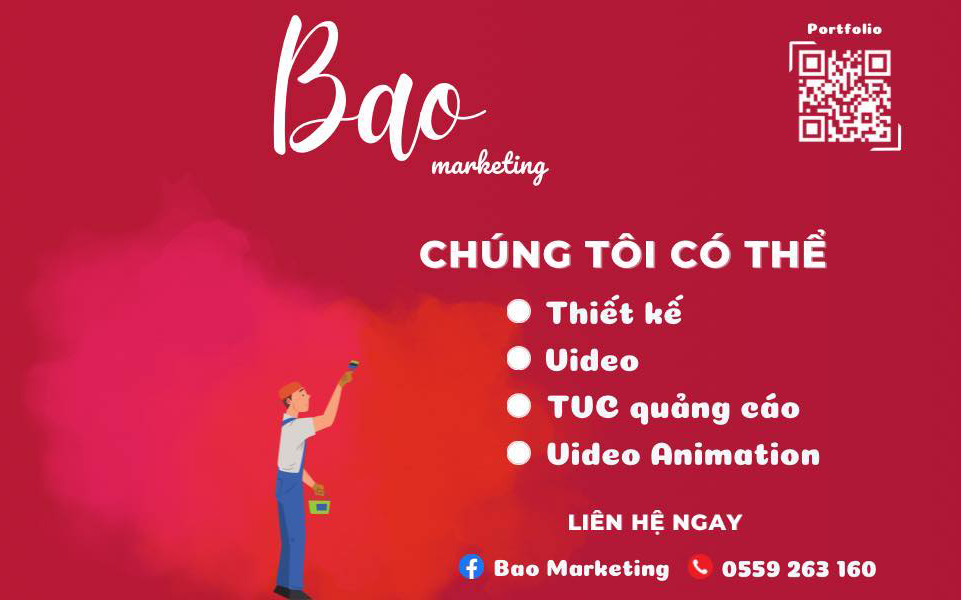 Portfolio
Bao
marketing
CHÚNG TÔI CÓ THỂ
Thiết kế
Video
TVC quảng cáo
Video Animation
LIÊN HỆ NGAY
Bao Marketing 0559 263 160